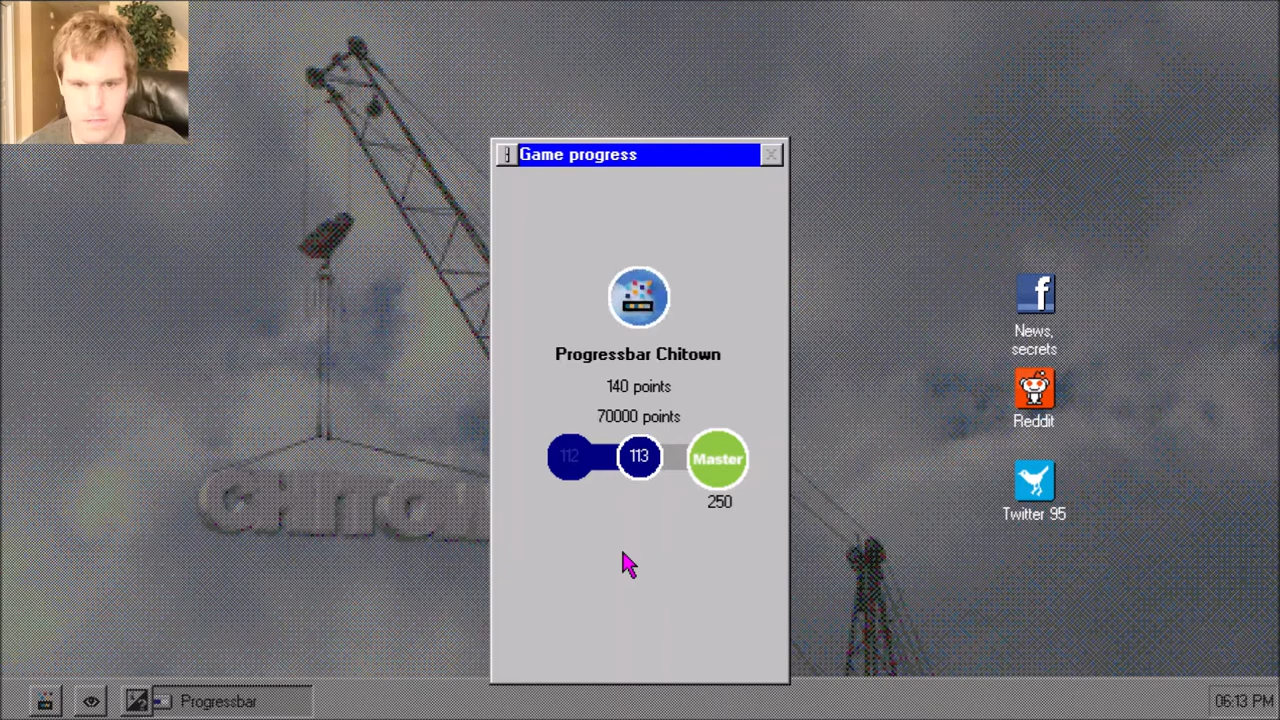 Game progress
Progressbar Chitown
140 points
70000 points
112
113
Master
250
News,
secrets
Reddit
Twitter 95
Progressbar
06:13 PM